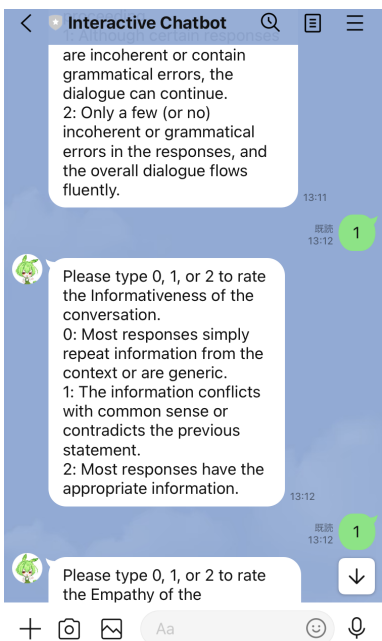 Interactive Chatbot
1: Although certain responses
are incoherent or contain
grammatical errors, the
dialogue can continue.
2: Only a few (or no)
incoherent or grammatical
errors in the responses, and
the overall dialogue flows
fluently.
13:11
既読
13:12
1
Please type 0, 1, or 2 to rate
the Informativeness of the
conversation.
0: Most responses simply
repeat information from the
context or are generic.
1: The information conflicts
with common sense or
contradicts the previous
statement.
2: Most responses have the
appropriate information.
13:12
既読
13:12
1
Please type 0, 1, or 2 to rate
the Empathy of the
Aa